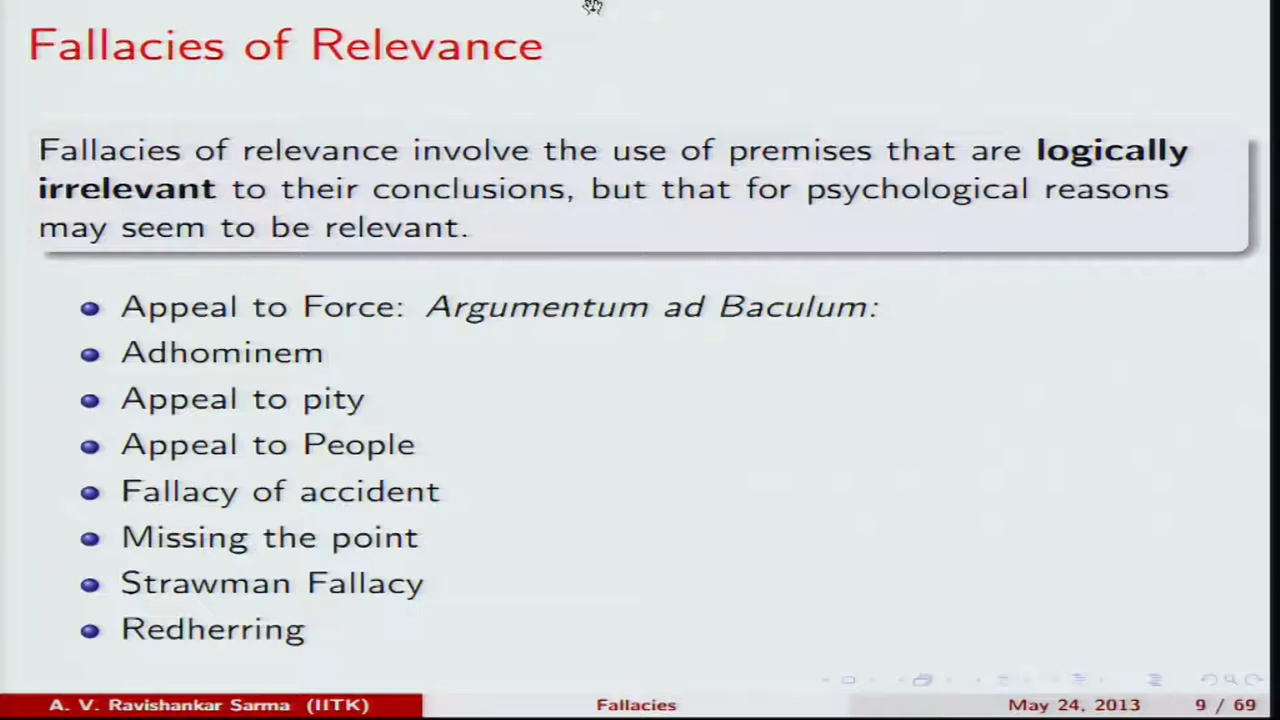 Fallacies of Relevance
Fallacies of relevance involve the use of premises that are logically
irrelevant to their conclusions, but that for psychological reasons
may seem to be relevant.
Appeal to Force: Argumentum ad Baculum:
Adhominem
Appeal to pity
Appeal to People
Fallacy of accident
Missing the point
Strawman Fallacy
Redherring
A. V. Ravishankar Sarma (IITK) Fallacies May 24, 2013 9 / 69